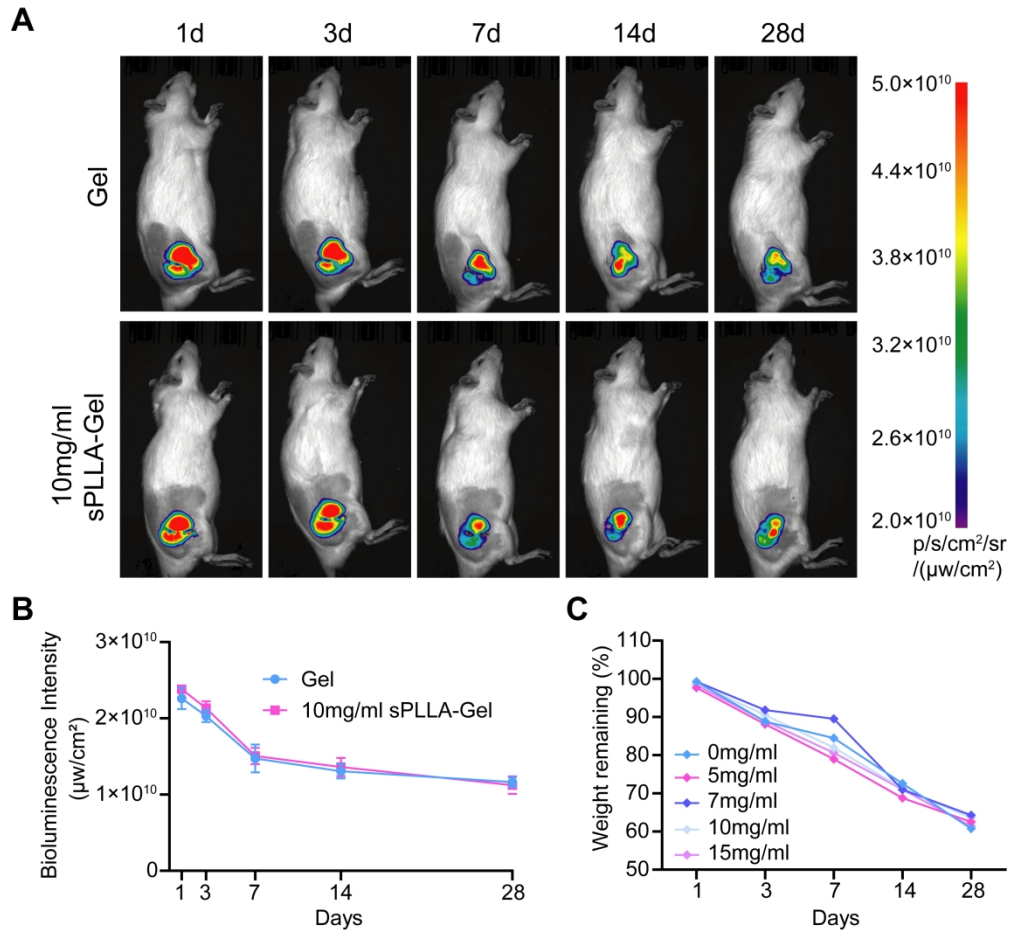 A
1d 3d 7d 14d 28d
Gel
10mg/ml
sPLLA-Gel
5.0×10¹⁰
4.4×10¹⁰
3.8×10¹⁰
3.2×10¹⁰
2.6×10¹⁰
2.0×10¹⁰
p/s/cm²/sr
/(μw/cm²)
B
Bioluminescence Intensity
(μw/cm²)
3×10¹⁰
2×10¹⁰
1×10¹⁰
0
Gel
10mg/ml sPLLA-Gel
1 3 7 14 28
Days
C
Weight remaining (%)
110
100
90
80
70
60
50
0mg/ml
5mg/ml
7mg/ml
10mg/ml
15mg/ml
1 3 7 14 28
Days